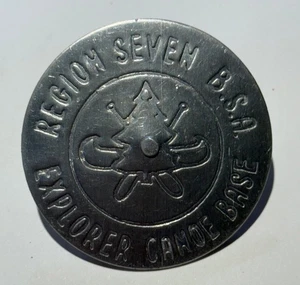 REGION SEVEN B.S.A.
EXPLORER CANOE BASE